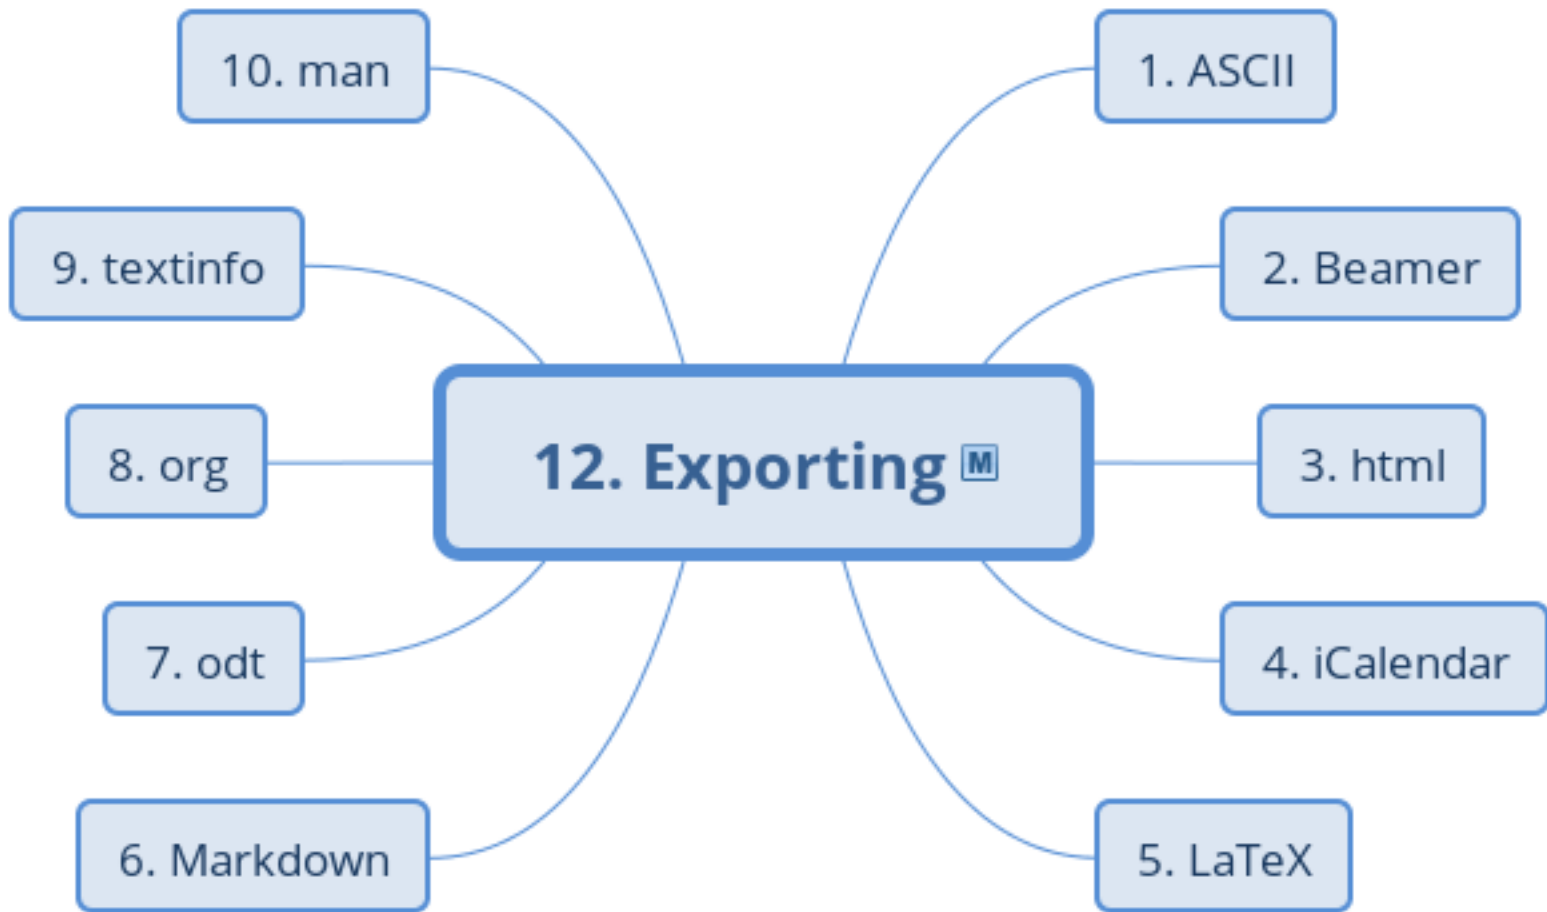 10. man
1. ASCII
9. textinfo
2. Beamer
8. org
12. Exporting M
3. html
7. odt
4. iCalendar
6. Markdown
5. LaTeX